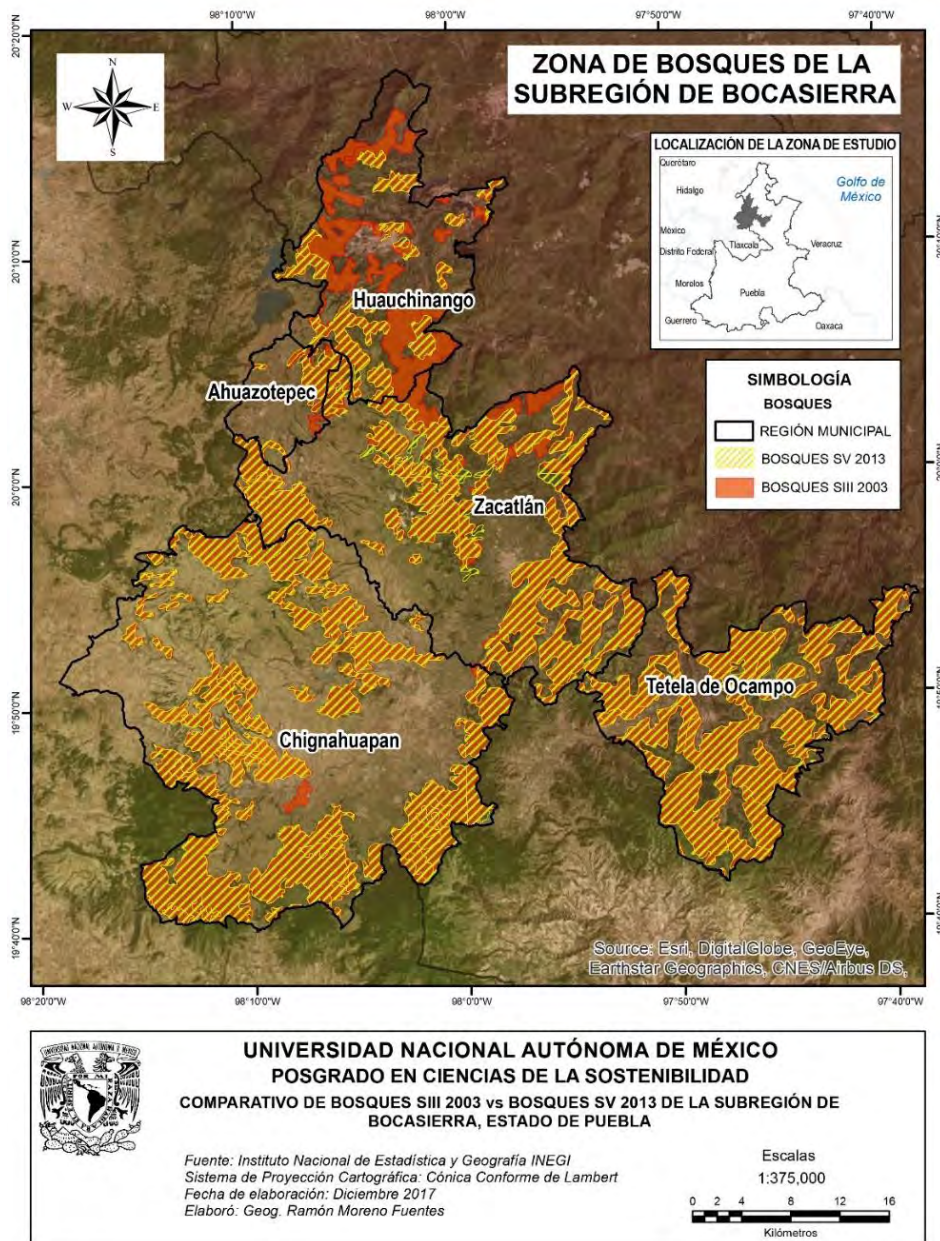 98°10'0"W 98°0'0"W 97°50'0"W 97°40'0"W
20°20'0"N
ZONA DE BOSQUES DE LA
SUBREGIÓN DE BOCASIERRA
N
W E
S
LOCALIZACIÓN DE LA ZONA DE ESTUDIO
Querétaro
Hidalgo
Golfo de
México
México
Tlaxcala
Distrito Federal
Veracruz
Morelos
Puebla
Guerrero
Oaxaca
20°10'0"N
Huauchinango
Ahuazotepec
SIMBOLOGÍA
BOSQUES
REGIÓN MUNICIPAL
BOSQUES SV 2013
BOSQUES SIII 2003
20°0'0"N
Zacatlán
Tetela de Ocampo
19°50'0"N
Chignahuapan
19°40'0"N
Source: Esri, DigitalGlobe, GeoEye,
Earthstar Geographics, CNES/Airbus DS,
98°20'0"W 98°10'0"W 98°0'0"W 97°50'0"W 97°40'0"W
UNIVERSIDAD NACIONAL AUTÓNOMA DE MÉXICO
POSGRADO EN CIENCIAS DE LA SOSTENIBILIDAD
COMPARATIVO DE BOSQUES SIII 2003 vs BOSQUES SV 2013 DE LA SUBREGIÓN DE
BOCASIERRA, ESTADO DE PUEBLA
Fuente: Instituto Nacional de Estadística y Geografía INEGI
Sistema de Proyección Cartográfica: Cónica Conforme de Lambert
Fecha de elaboración: Diciembre 2017
Elaboró: Geog. Ramón Moreno Fuentes
Escalas
1:375,000
0 2 4 8 12 16
Kilómetros